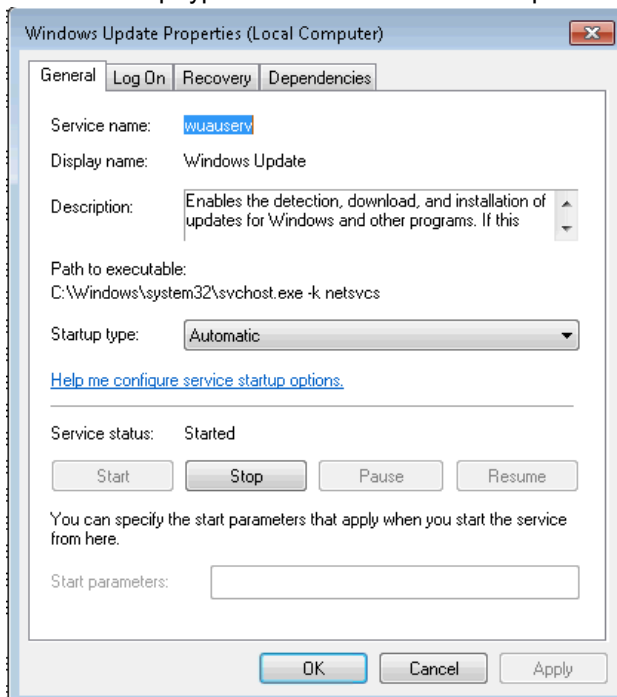 Windows Update Properties (Local Computer)
General Log On Recovery Dependencies
Service name: wuauserv
Display name: Windows Update
Description: Enables the detection, download, and installation of
updates for Windows and other programs. If this
Path to executable:
C:\Windows\system32\svchost.exe -k netsvcs
Startup type: Automatic
Help me configure service startup options.
Service status: Started
Start Stop Pause Resume
You can specify the start parameters that apply when you start the service
from here.
Start parameters:
OK Cancel Apply